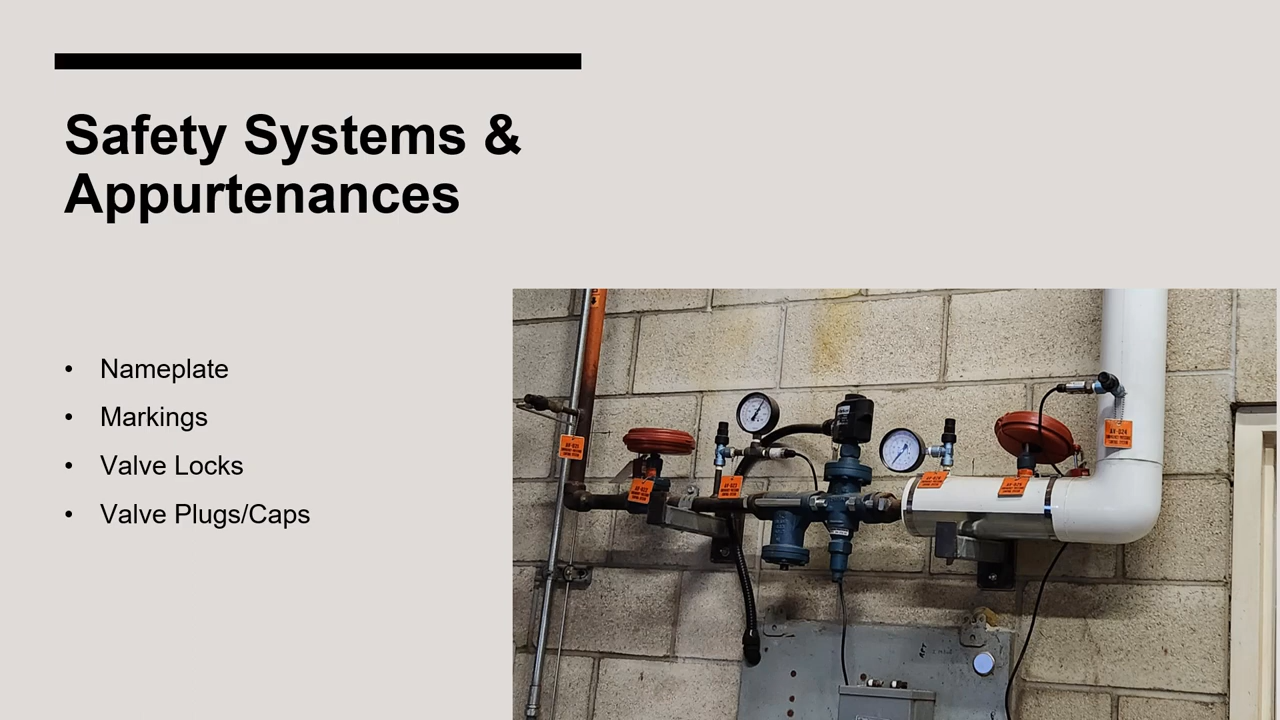 Safety Systems &
Appurtenances
• Nameplate
• Markings
• Valve Locks
• Valve Plugs/Caps